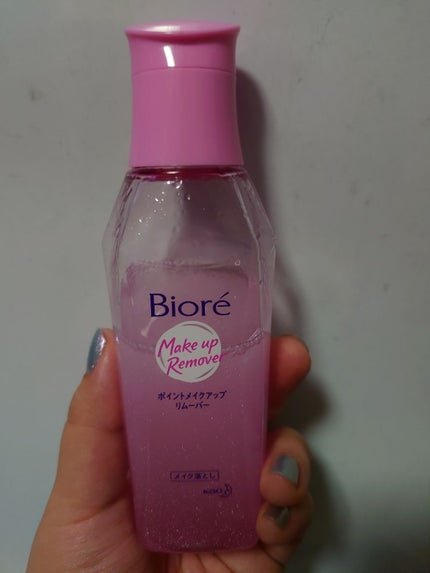 Bioré
Make up
Remover
ポイントメイクアップ
リムーバー
メイク落とし
Kao